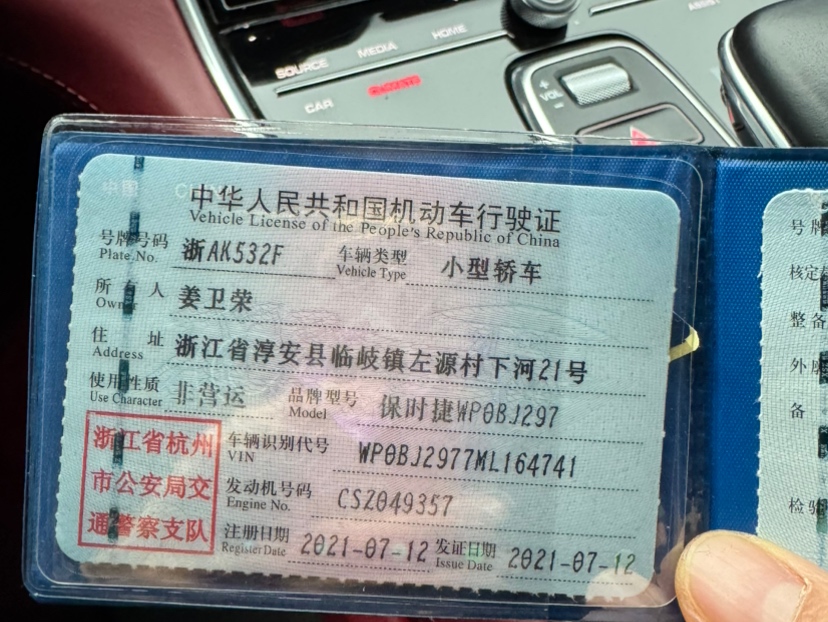 SOURCE MEDIA HOME
ASSIST
CAR
+
VOL
-
中华人民共和国机动车行驶证
Vehicle License of the People's Republic of China
号牌号码 浙AK532F 车辆类型 小型轿车
Plate.No. Vehicle Type
所有人 姜卫荣
Owner
住址 浙江省淳安县临岐镇左源村下河21号
Address
使用性质 非营运 品牌型号 保时捷WP0BJ297
Use Character Model
浙江省杭州
市公安局交
通警察支队
车辆识别代号 WP0BJ2977ML164741
VIN
发动机号码 CSZ049357
Engine No.
注册日期 2021-07-12 发证日期 2021-07-12
Register Date Issue Date
号牌
核定
整备
外
备
检验